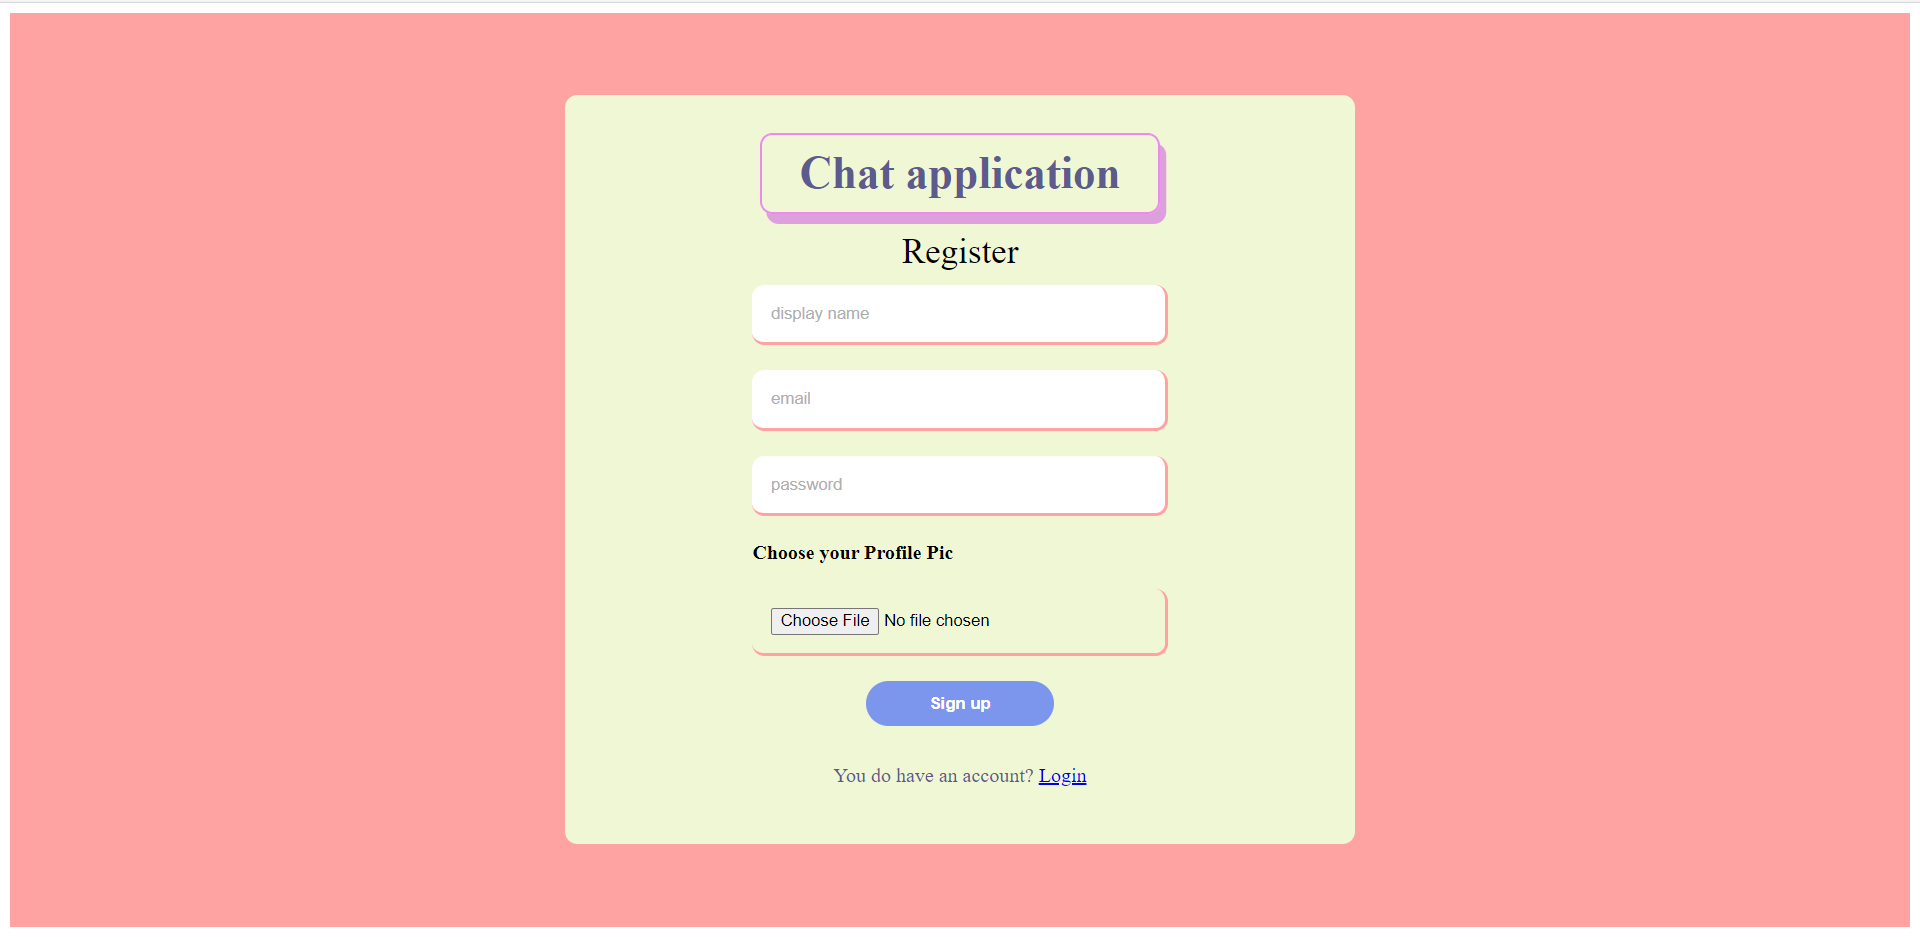 Chat application
Register
display name
email
password
Choose your Profile Pic
Choose File No file chosen
Sign up
You do have an account? Login